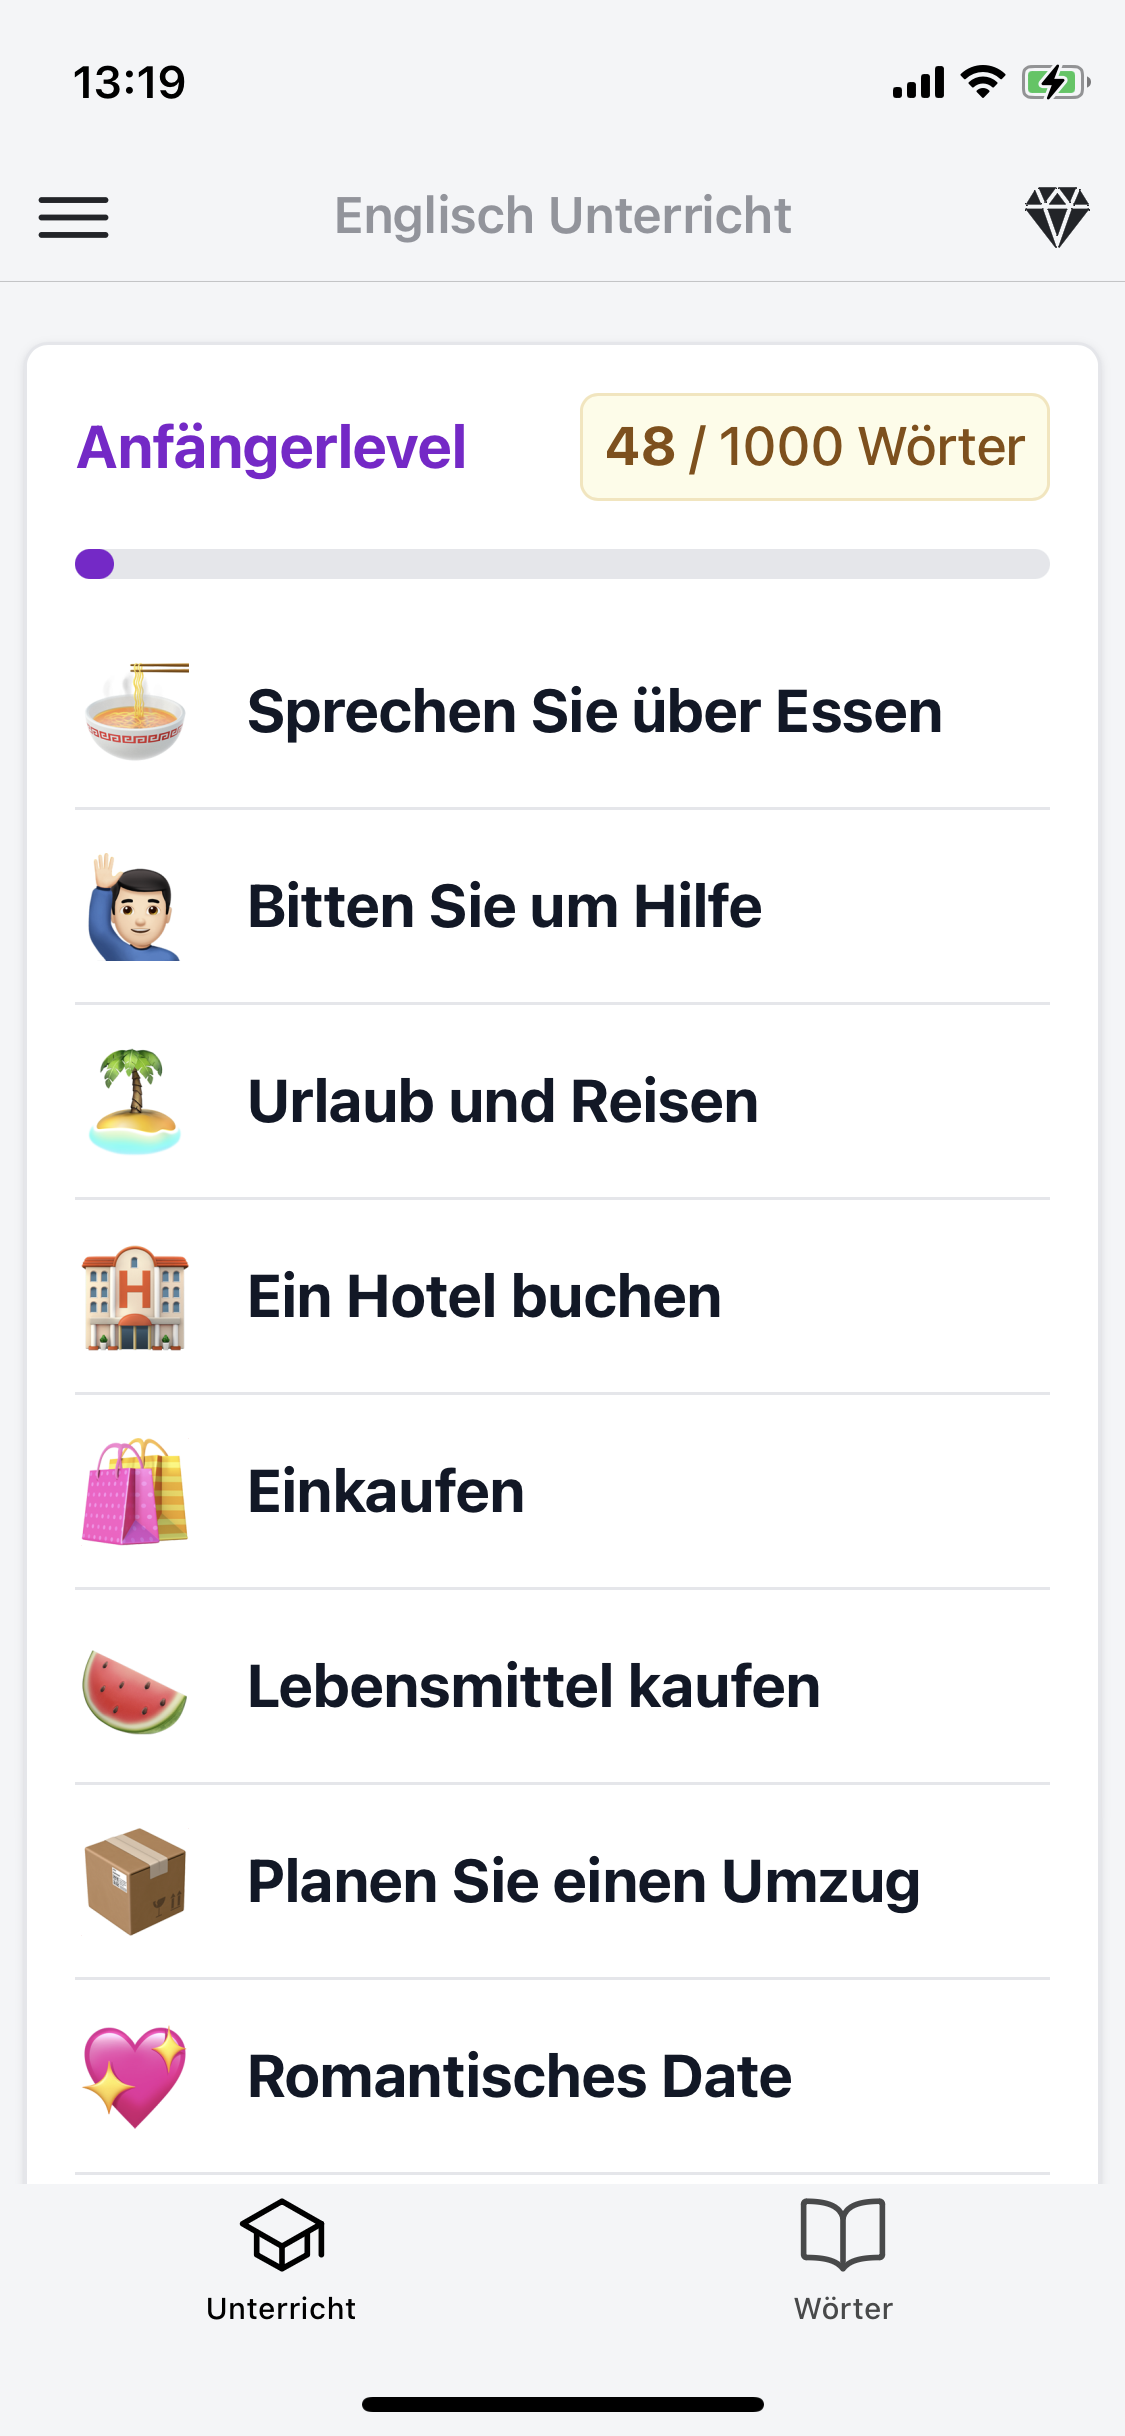 13:19
Englisch Unterricht
Anfängerlevel
48 / 1000 Wörter
Sprechen Sie über Essen
Bitten Sie um Hilfe
Urlaub und Reisen
Ein Hotel buchen
Einkaufen
Lebensmittel kaufen
Planen Sie einen Umzug
Romantisches Date
Unterricht
Wörter